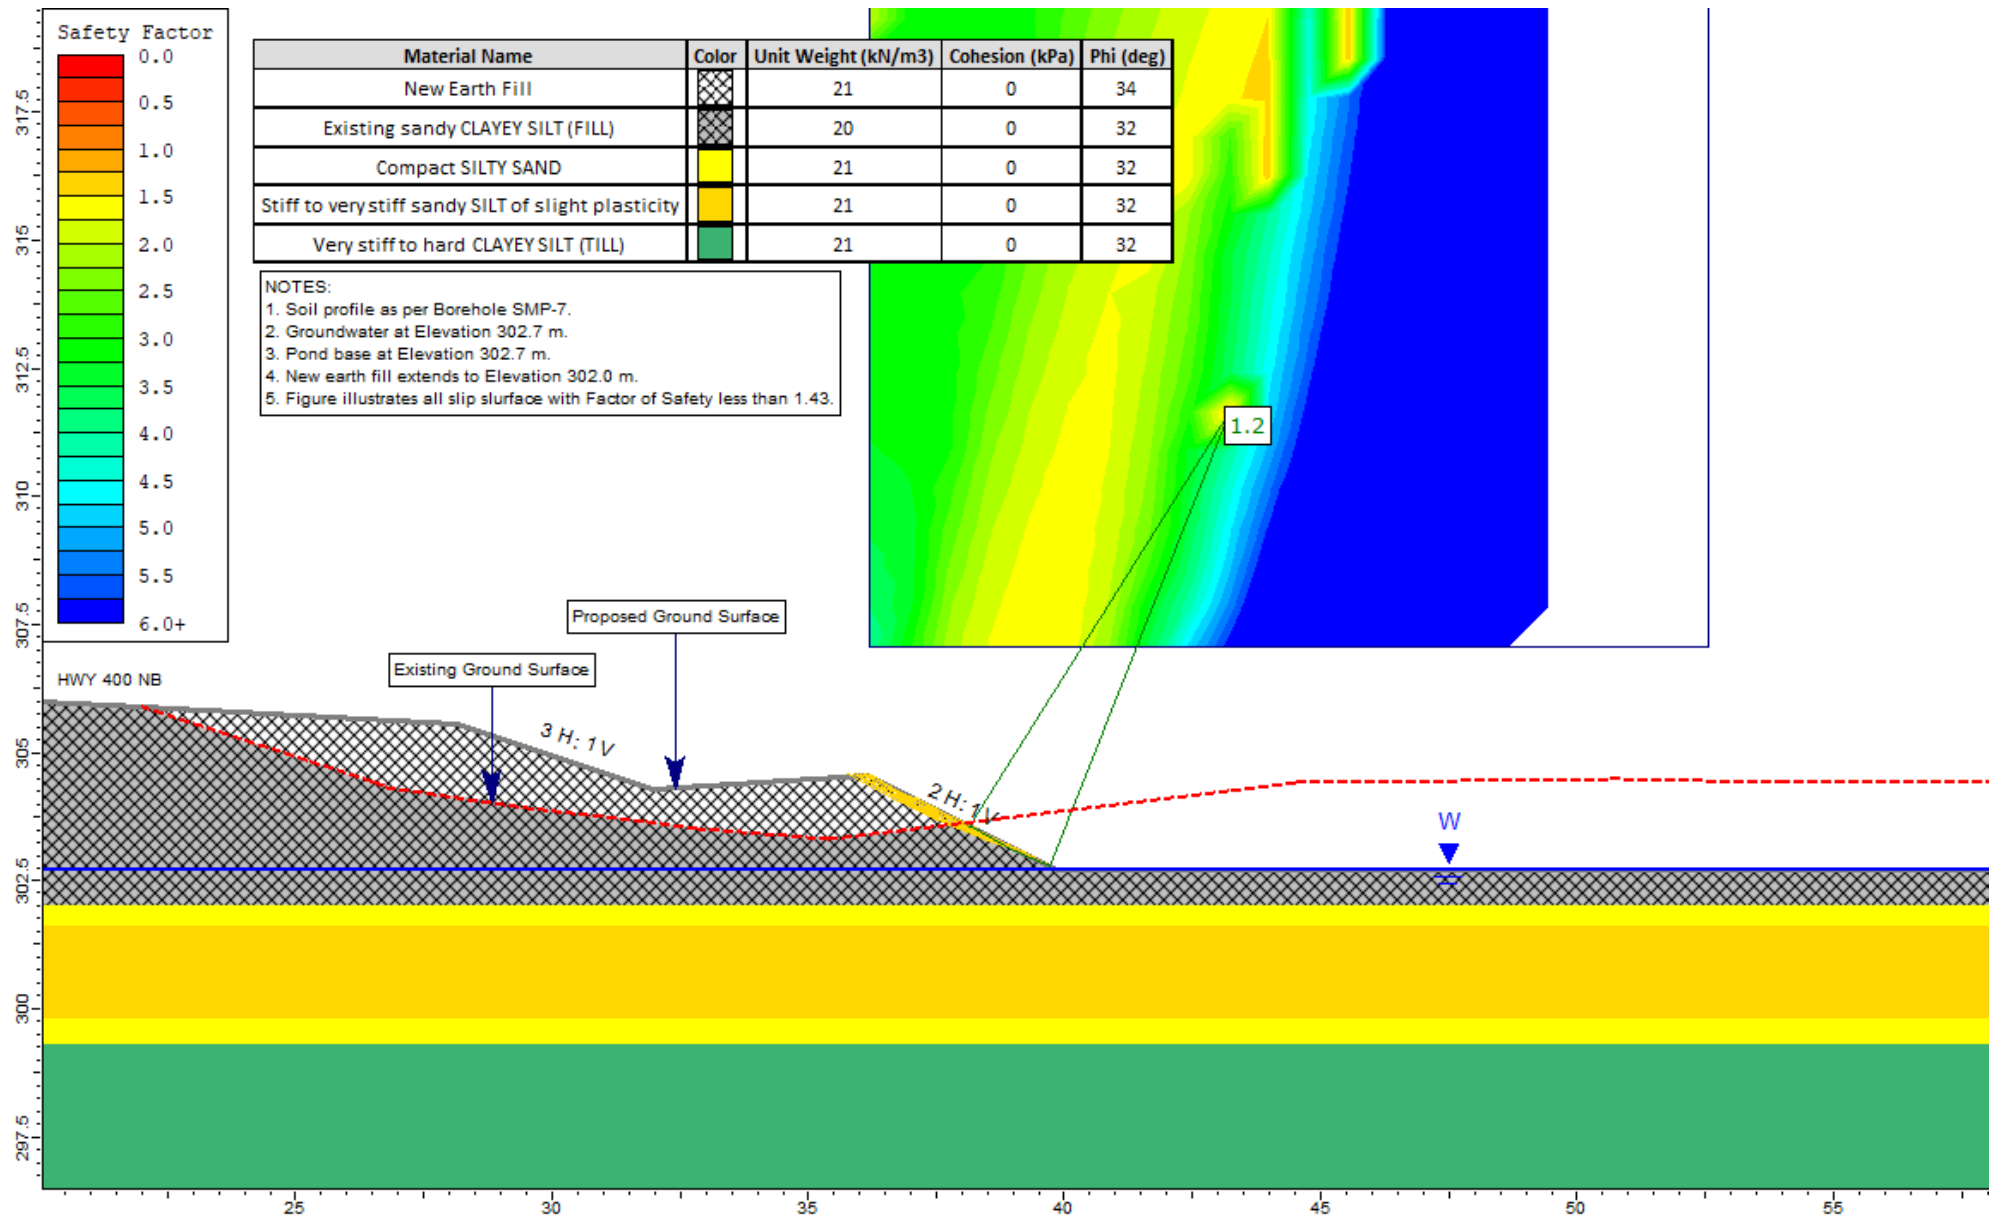 Safety Factor
0.0
0.5
1.0
1.5
2.0
2.5
3.0
3.5
4.0
4.5
5.0
5.5
6.0+
Material Name Color Unit Weight (kN/m3) Cohesion (kPa) Phi (deg)
New Earth Fill 21 0 34
Existing sandy CLAYEY SILT (FILL) 20 0 32
Compact SILTY SAND 21 0 32
Stiff to very stiff sandy SILT of slight plasticity 21 0 32
Very stiff to hard CLAYEY SILT (TILL) 21 0 32
NOTES:
1. Soil profile as per Borehole SMP-7.
2. Groundwater at Elevation 302.7 m.
3. Pond base at Elevation 302.7 m.
4. New earth fill extends to Elevation 302.0 m.
5. Figure illustrates all slip slurface with Factor of Safety less than 1.43.
1.2
Proposed Ground Surface
Existing Ground Surface
HWY 400 NB
3 H: 1V
2 H: 1V
W
317.5
315
312.5
310
307.5
305
302.5
300
297.5
25 30 35 40 45 50 55